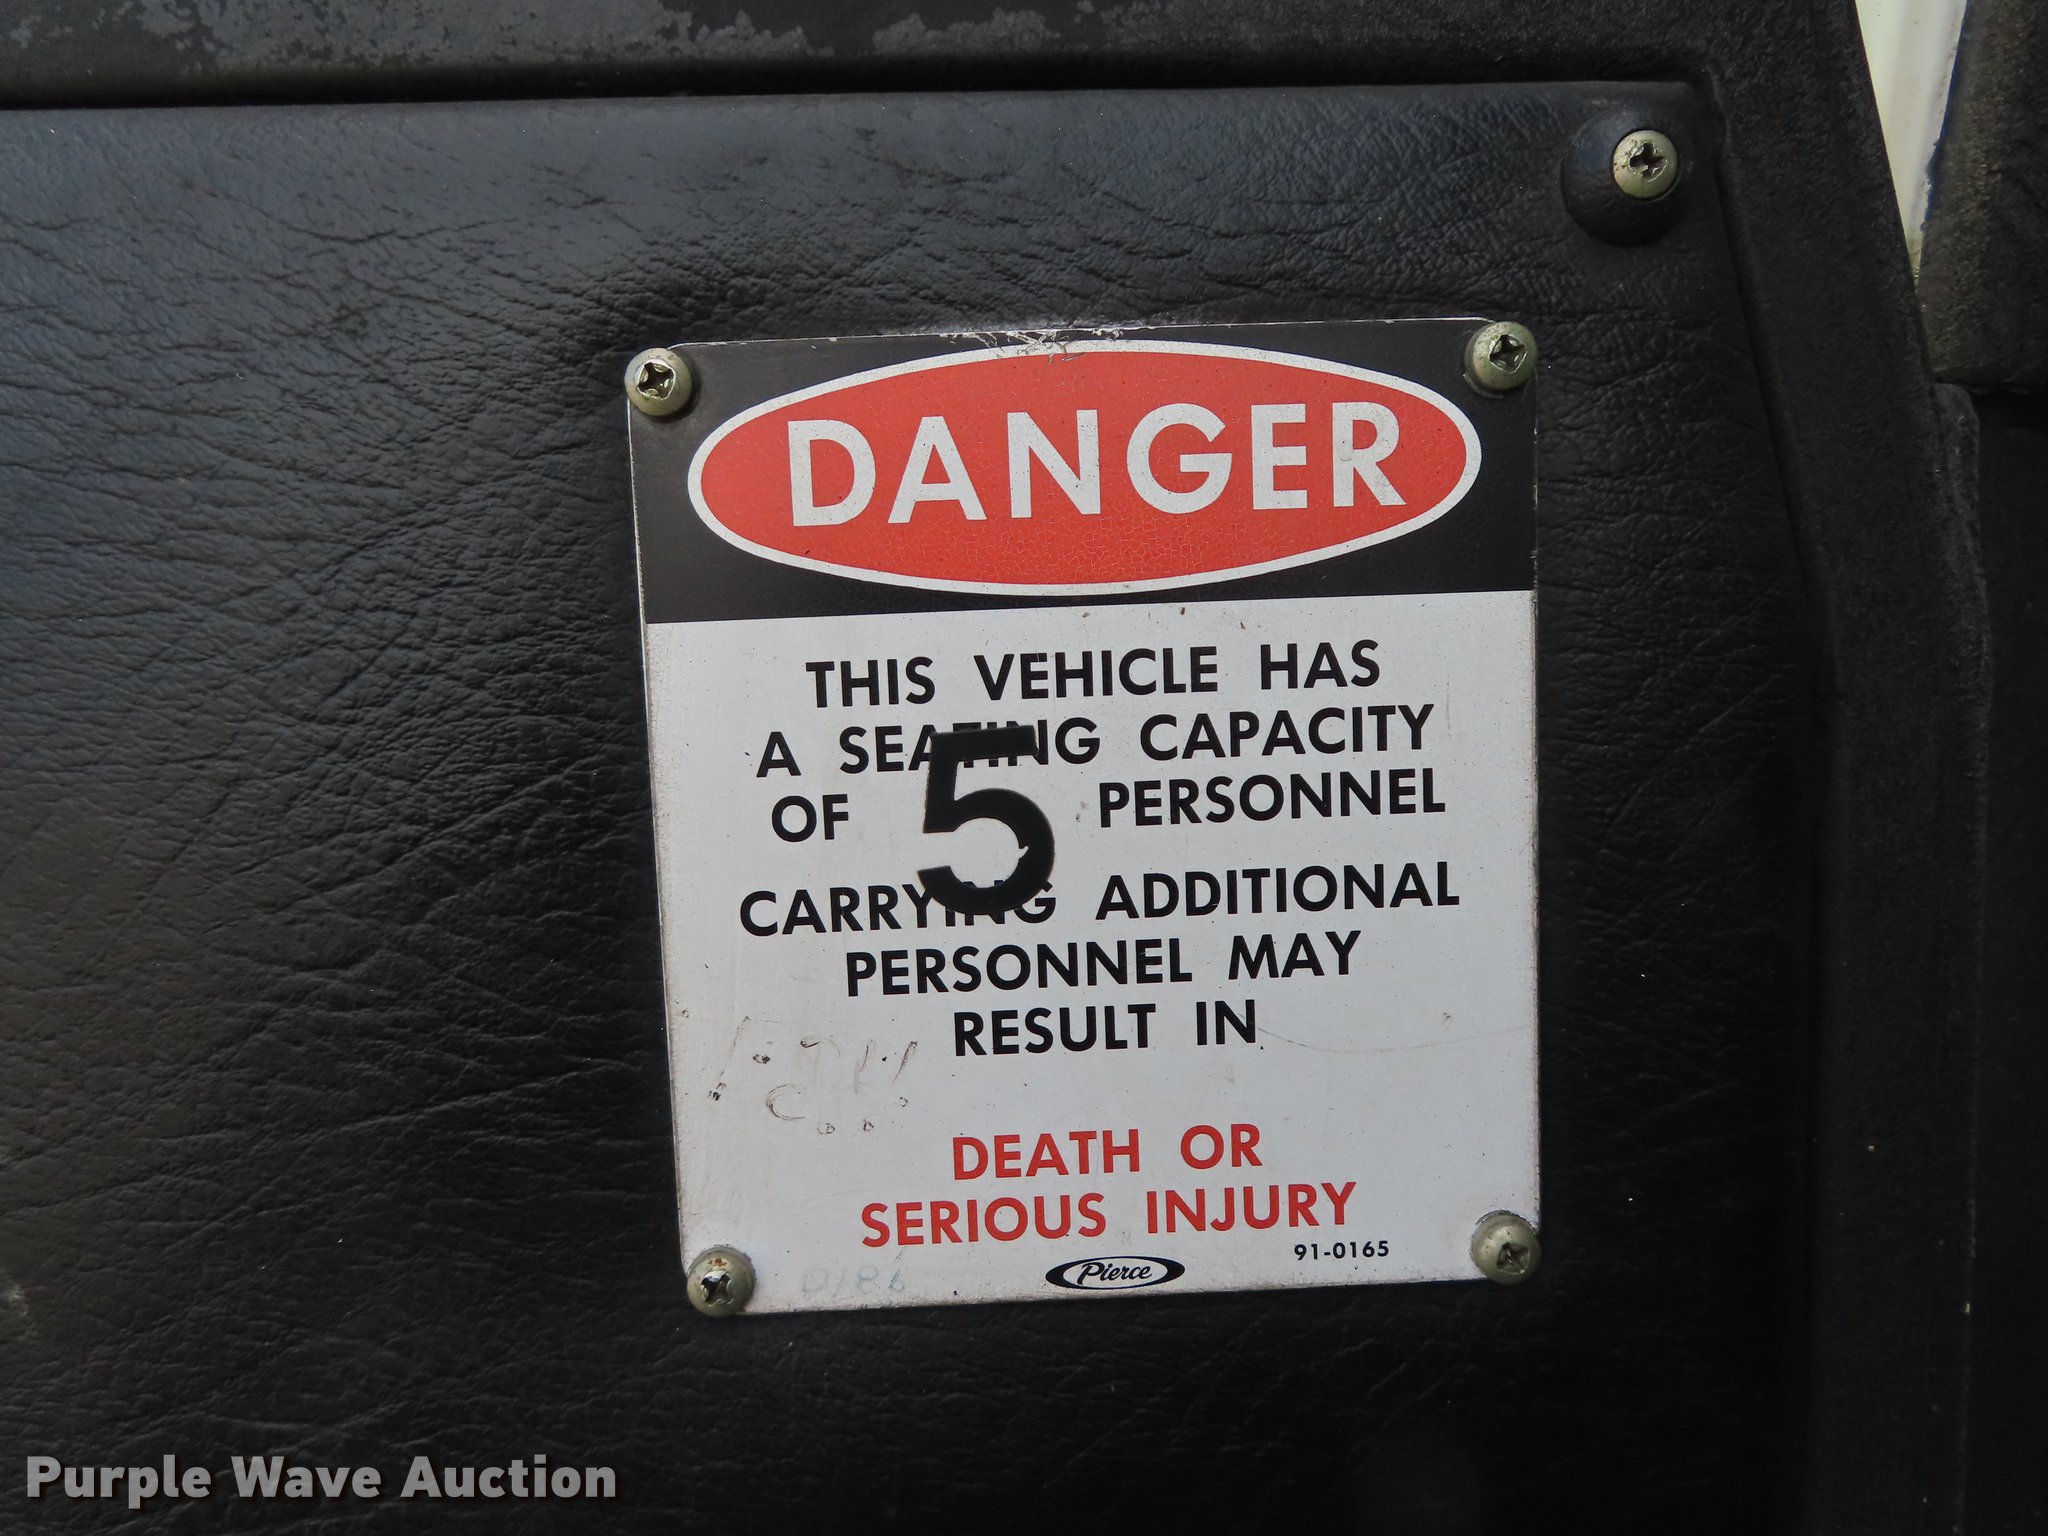 DANGER
THIS VEHICLE HAS
A SEATING CAPACITY
OF 5 PERSONNEL
CARRYING ADDITIONAL
PERSONNEL MAY
RESULT IN
DEATH OR
SERIOUS INJURY
91-0165
Pierce
Purple Wave Auction